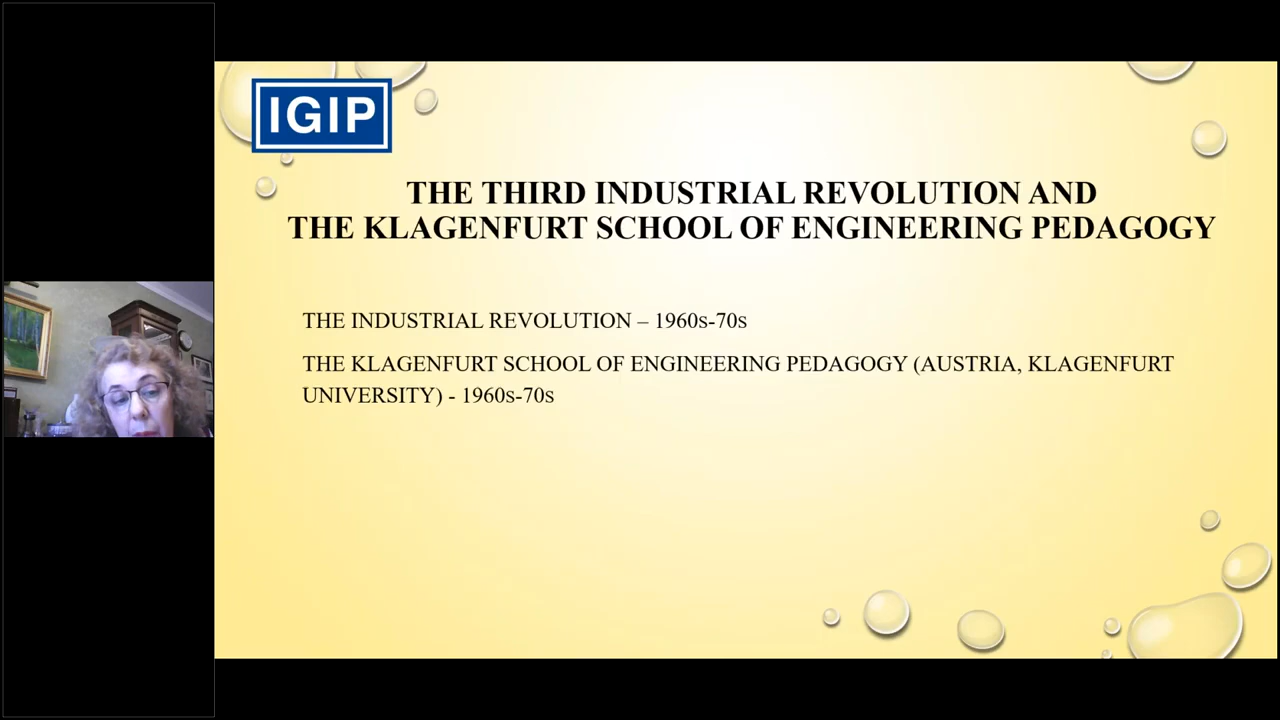 IGIP
THE THIRD INDUSTRIAL REVOLUTION AND
THE KLAGENFURT SCHOOL OF ENGINEERING PEDAGOGY
THE INDUSTRIAL REVOLUTION – 1960S-70S
THE KLAGENFURT SCHOOL OF ENGINEERING PEDAGOGY (AUSTRIA, KLAGENFURT
UNIVERSITY) - 1960S-70S